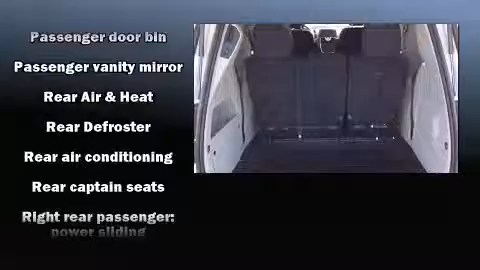 Passenger door bin
Passenger vanity mirror
Rear Air & Heat
Rear Defroster
Rear air conditioning
Rear captain seats
Right rear passenger:
power sliding